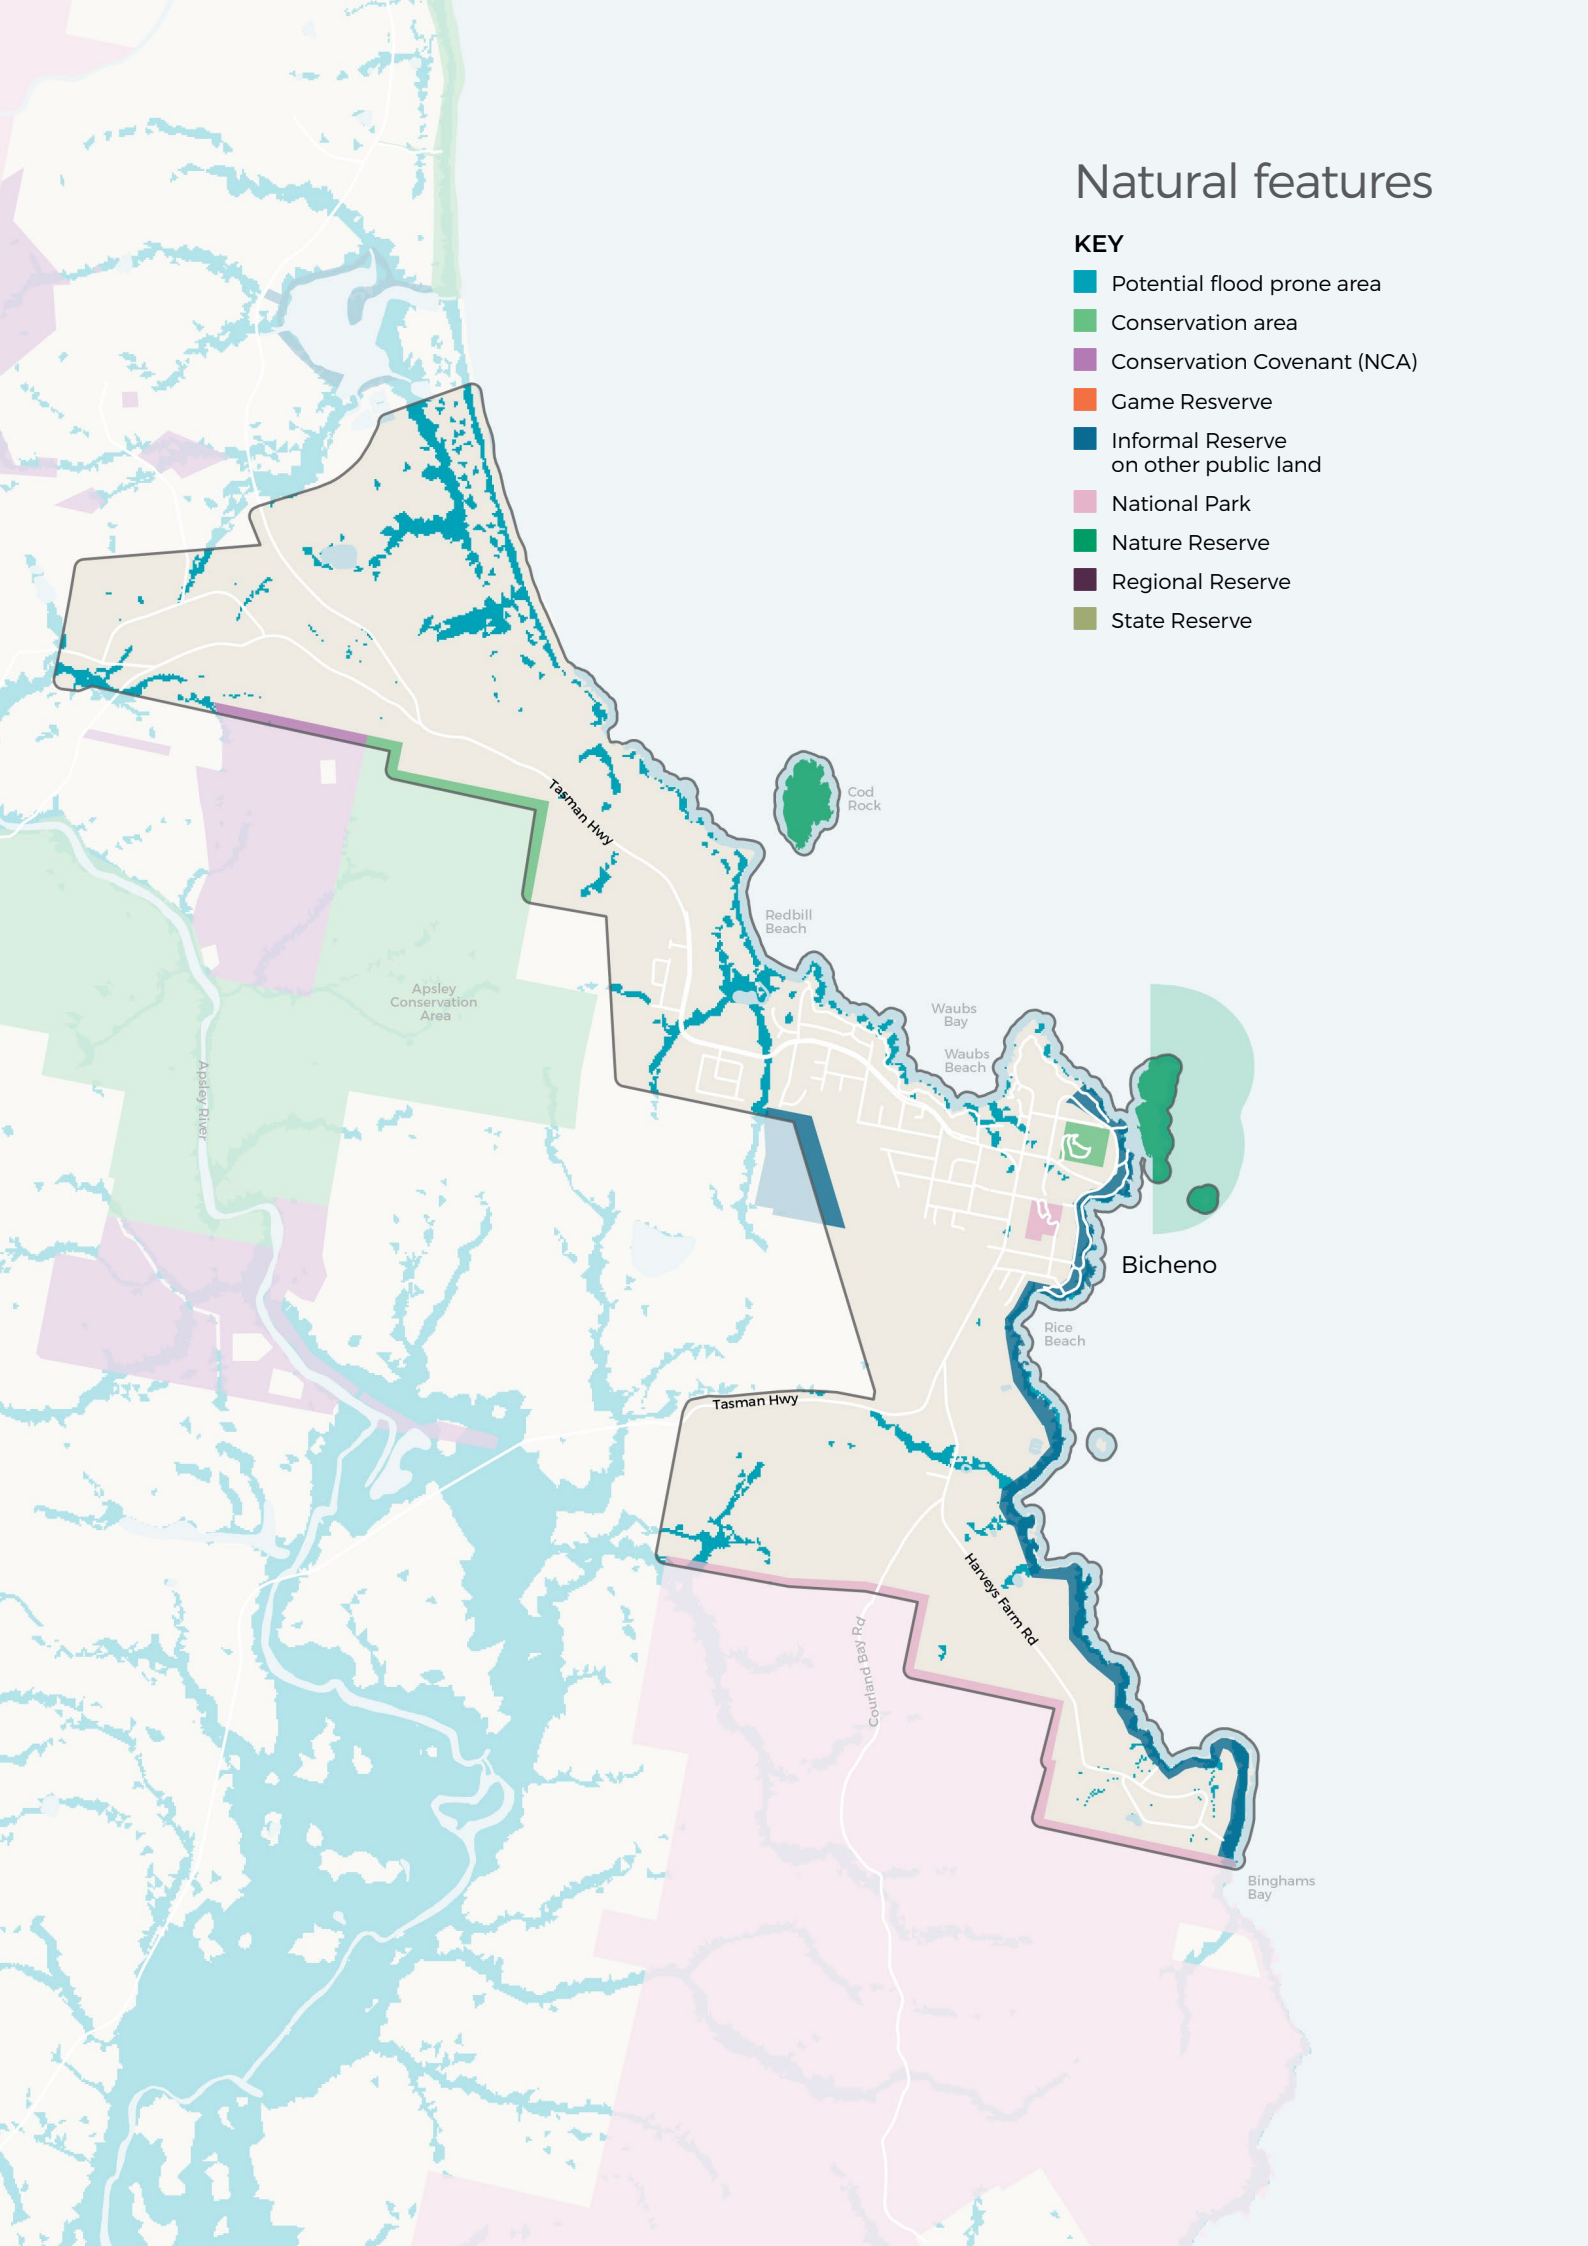 Natural features
KEY
Potential flood prone area
Conservation area
Conservation Covenant (NCA)
Game Resverve
Informal Reserve
on other public land
National Park
Nature Reserve
Regional Reserve
State Reserve
Tasman Hwy
Cod
Rock
Redbill
Beach
Apsley
Conservation
Area
Waubs
Bay
Waubs
Beach
Apsley River
Bicheno
Rice
Beach
Tasman Hwy
Harveys Farm Rd
Courland Bay Rd
Binghams
Bay